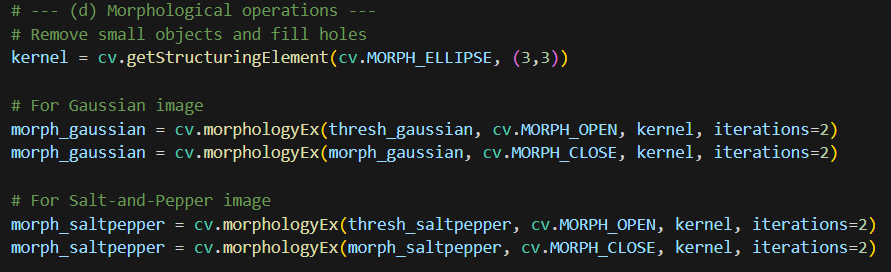 # --- (d) Morphological operations ---
# Remove small objects and fill holes
kernel = cv.getStructuringElement(cv.MORPH_ELLIPSE, (3,3))
# For Gaussian image
morph_gaussian = cv.morphologyEx(thresh_gaussian, cv.MORPH_OPEN, kernel, iterations=2)
morph_gaussian = cv.morphologyEx(morph_gaussian, cv.MORPH_CLOSE, kernel, iterations=2)
# For Salt-and-Pepper image
morph_saltpepper = cv.morphologyEx(thresh_saltpepper, cv.MORPH_OPEN, kernel, iterations=2)
morph_saltpepper = cv.morphologyEx(morph_saltpepper, cv.MORPH_CLOSE, kernel, iterations=2)